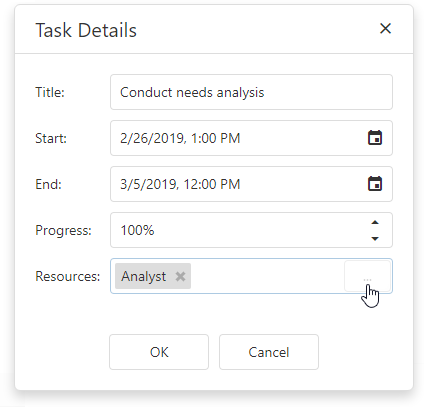 Task Details
Title: Conduct needs analysis
Start: 2/26/2019, 1:00 PM
End: 3/5/2019, 12:00 PM
Progress: 100%
Resources: Analyst ...
OK Cancel